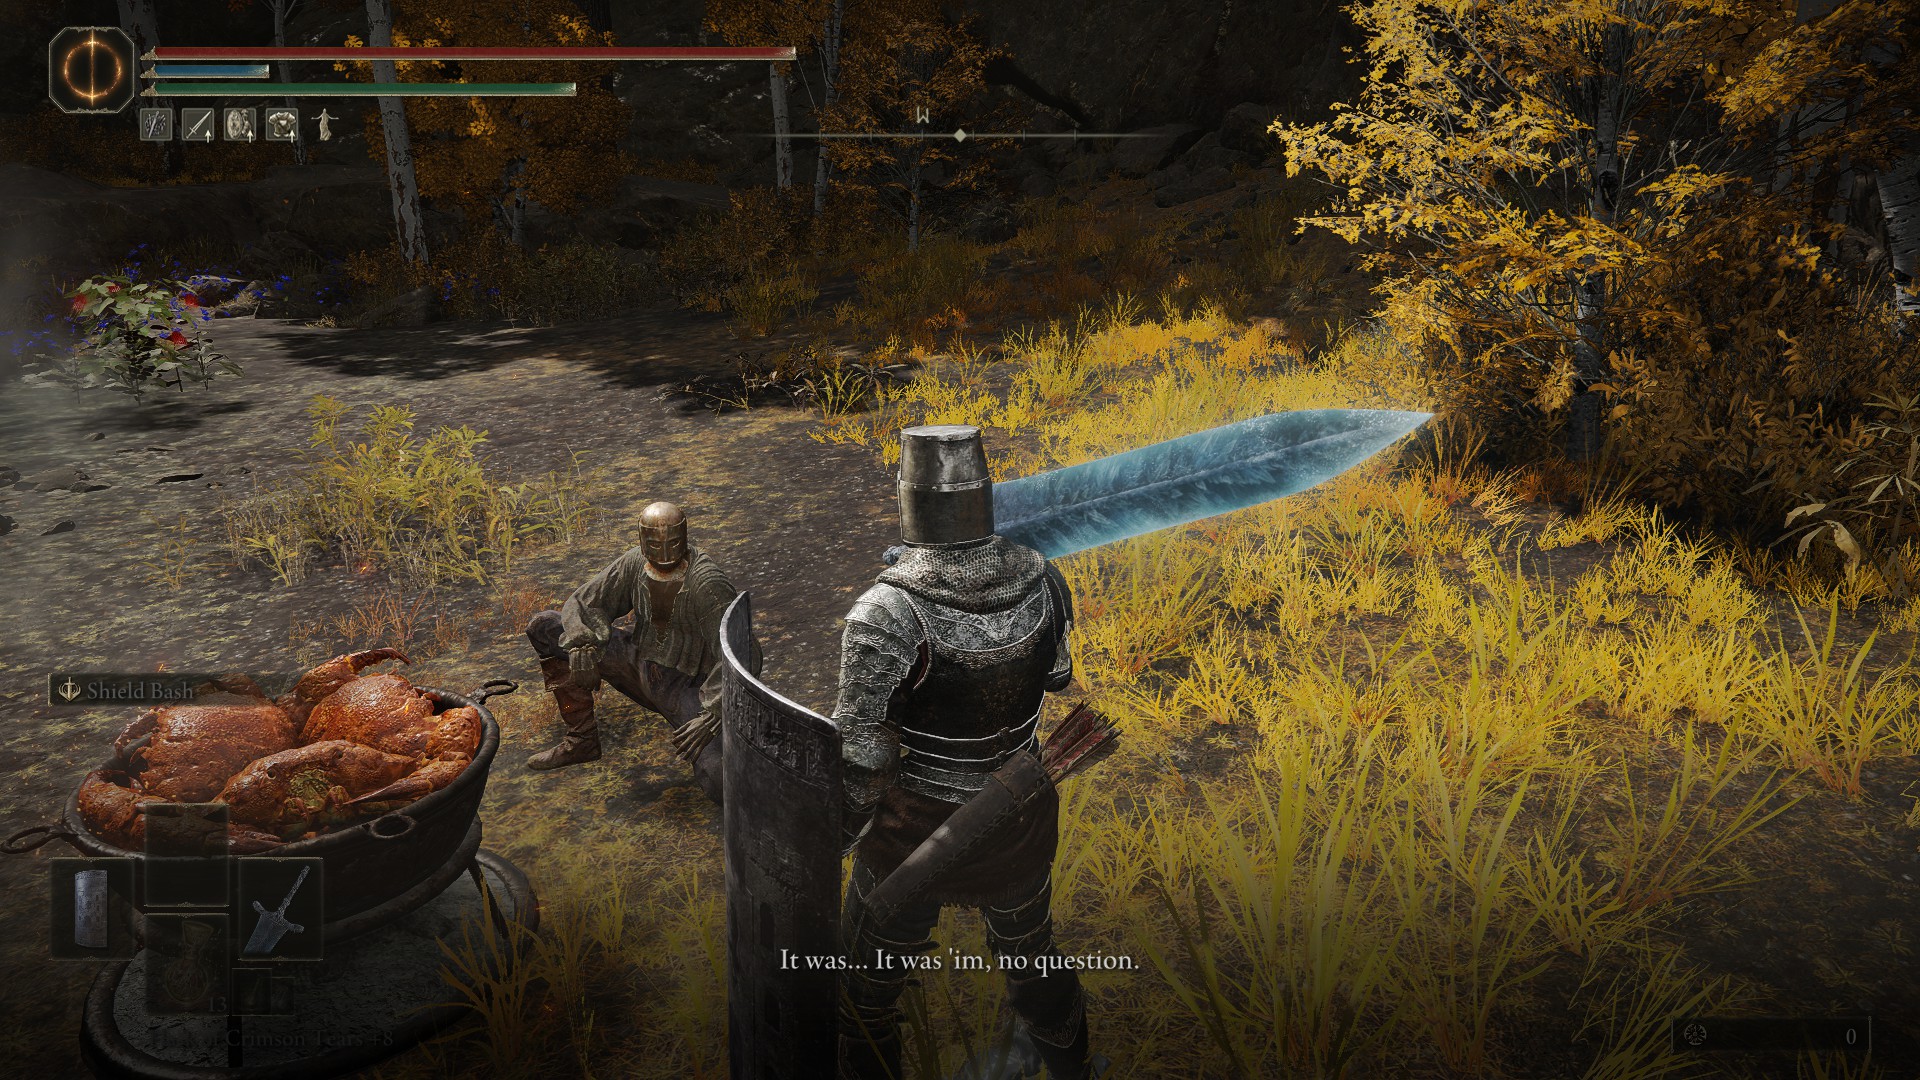 W
Shield Bash
It was... It was 'im, no question.
13
Flask of Crimson Tears +8
0